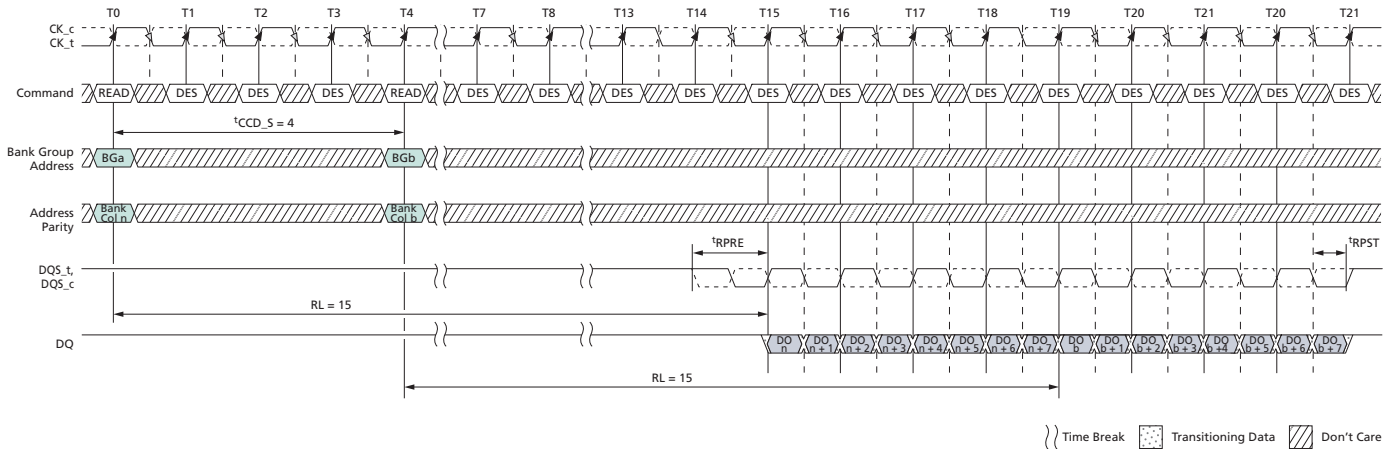 T0 T1 T2 T3 T4 T7 T8 T13 T14 T15 T16 T17 T18 T19 T20 T21 T20 T21
CK_c
CK_t
Command READ DES DES DES READ DES DES DES DES DES DES DES DES DES DES DES DES DES
tCCD_S = 4
Bank Group
Address
BGa BGb
Address
Parity
Bank
Col n
Bank
Col b
tRPRE tRPST
DQS_t,
DQS_c
RL = 15
DQ
DO
n
DO
n + 1
DO
n + 2
DO
n + 3
DO
n + 4
DO
n + 5
DO
n + 6
DO
n + 7
DO
b
DO
b + 1
DO
b + 2
DO
b + 3
DO
b + 4
DO
b + 5
DO
b + 6
DO
b + 7
RL = 15
Time Break Transitioning Data Don't Care